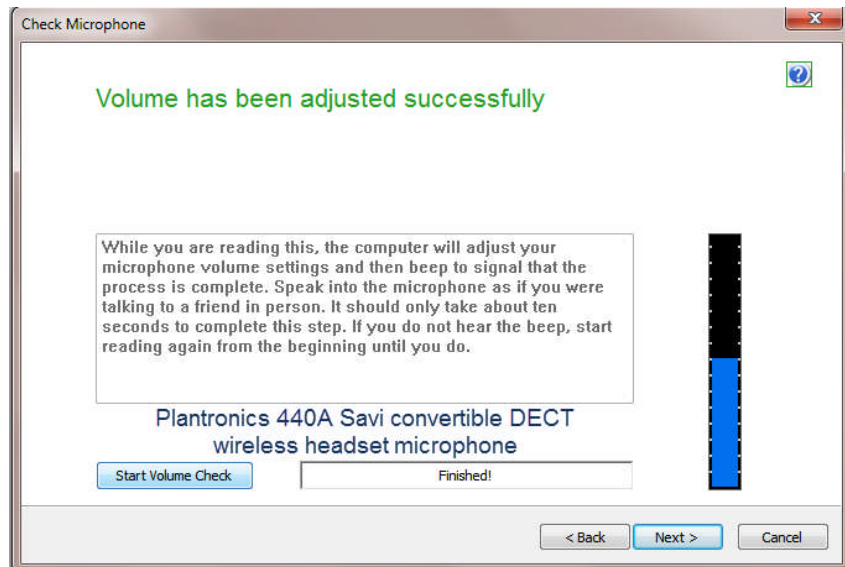 Check Microphone
Volume has been adjusted successfully
While you are reading this, the computer will adjust your
microphone volume settings and then beep to signal that the
process is complete. Speak into the microphone as if you were
talking to a friend in person. It should only take about ten
seconds to complete this step. If you do not hear the beep, start
reading again from the beginning until you do.
Plantronics 440A Savi convertible DECT
wireless headset microphone
Start Volume Check
Finished!
< Back
Next >
Cancel